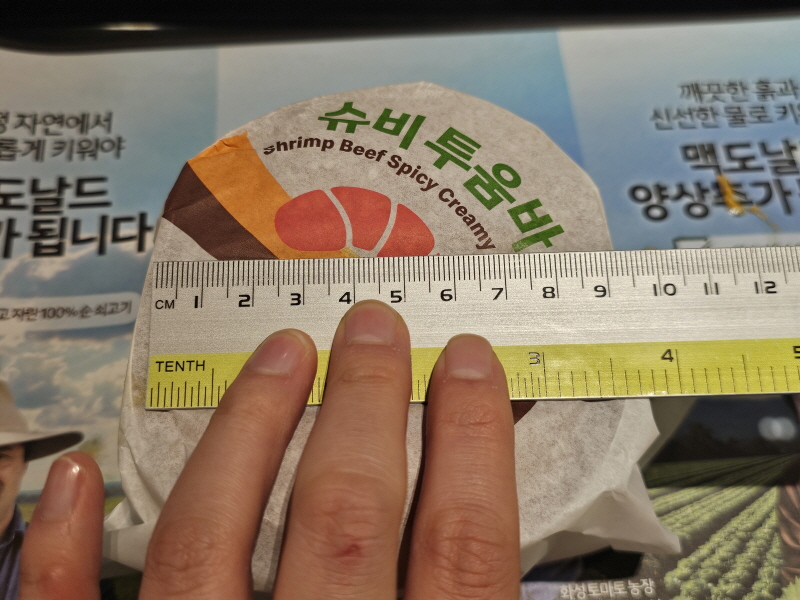 자연에서
롭게 키워야
도날드
가 됩니다
고 자란 100% 순 쇠고기
슈비 투움바
shrimp Beef Spicy Creamy
깨끗한 흙과
신선한 물로 키
맥도날
양상추가
CM 1 2 3 4 5 6 7 8 9 10 11 12
TENTH 3 4 5
화성 토마토 농장